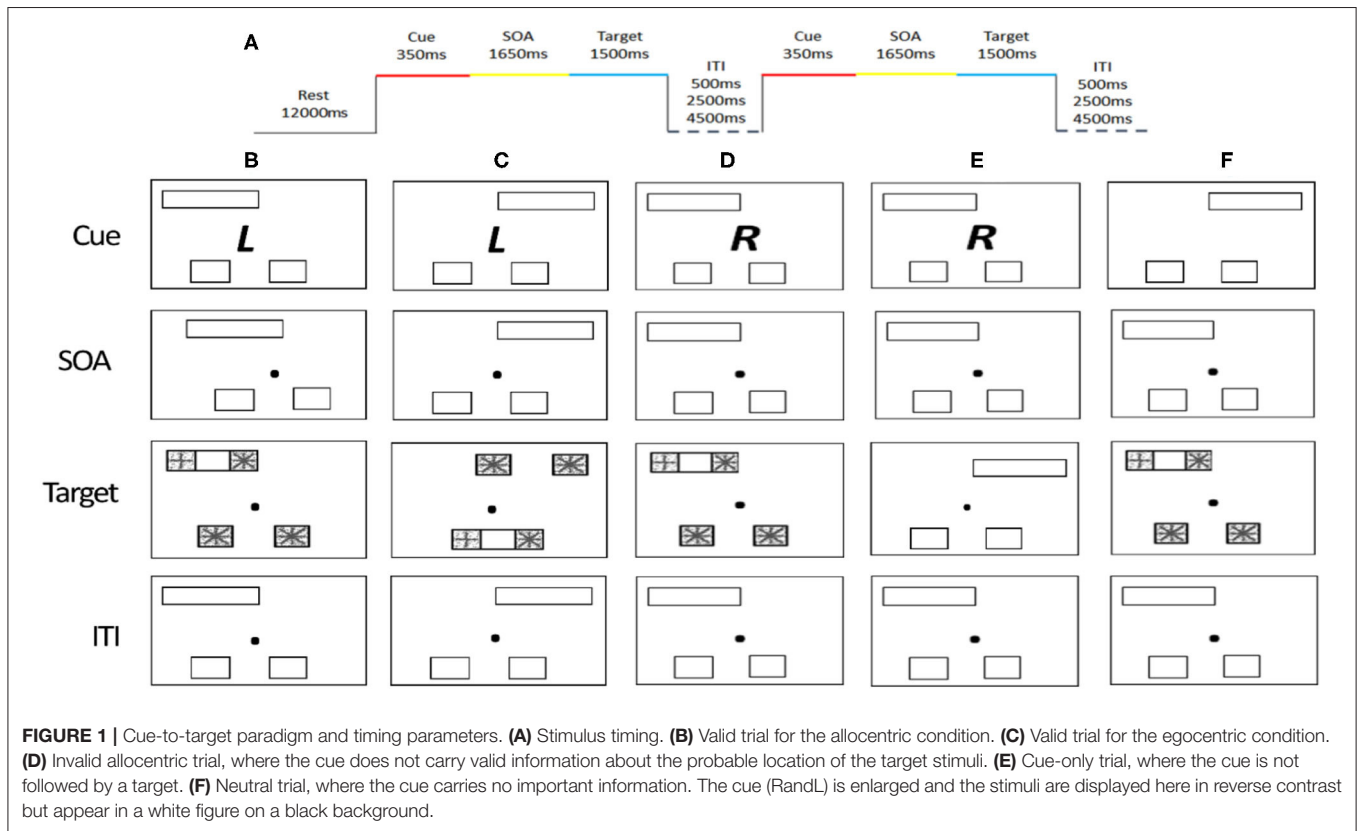 A
Cue
350ms
SOA
1650ms
Target
1500ms
Cue
350ms
SOA
1650ms
Target
1500ms
Rest
12000ms
ITI
500ms
2500ms
4500ms
ITI
500ms
2500ms
4500ms
B C D E F
Cue
L L R R
SOA
Target
ITI
FIGURE 1 | Cue-to-target paradigm and timing parameters. (A) Stimulus timing. (B) Valid trial for the allocentric condition. (C) Valid trial for the egocentric condition.
(D) Invalid allocentric trial, where the cue does not carry valid information about the probable location of the target stimuli. (E) Cue-only trial, where the cue is not
followed by a target. (F) Neutral trial, where the cue carries no important information. The cue (RandL) is enlarged and the stimuli are displayed here in reverse contrast
but appear in a white figure on a black background.